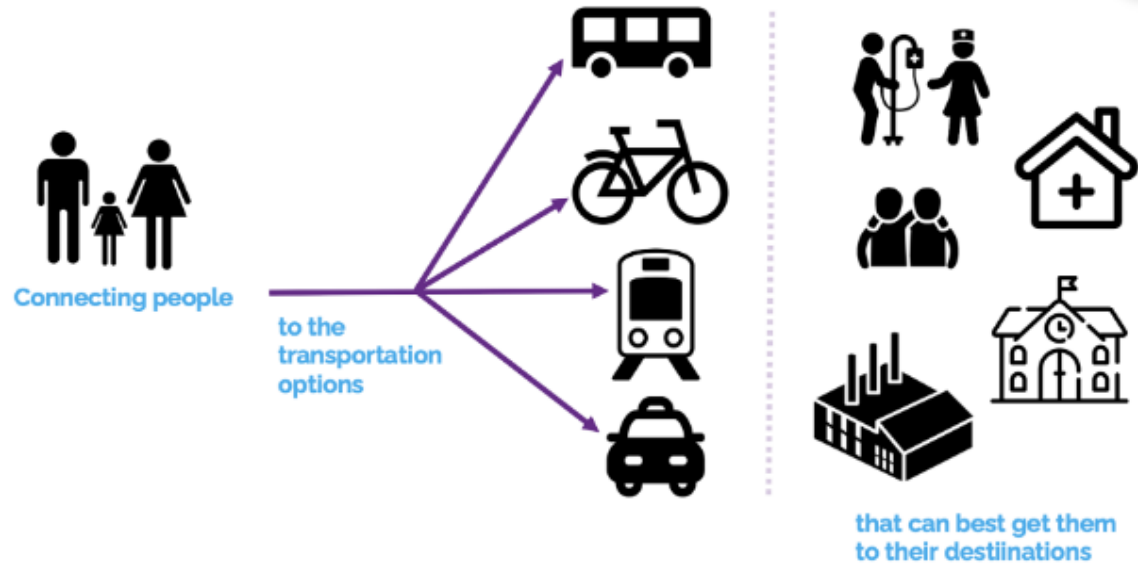 Connecting people
to the
transportation
options
that can best get them
to their destiinations